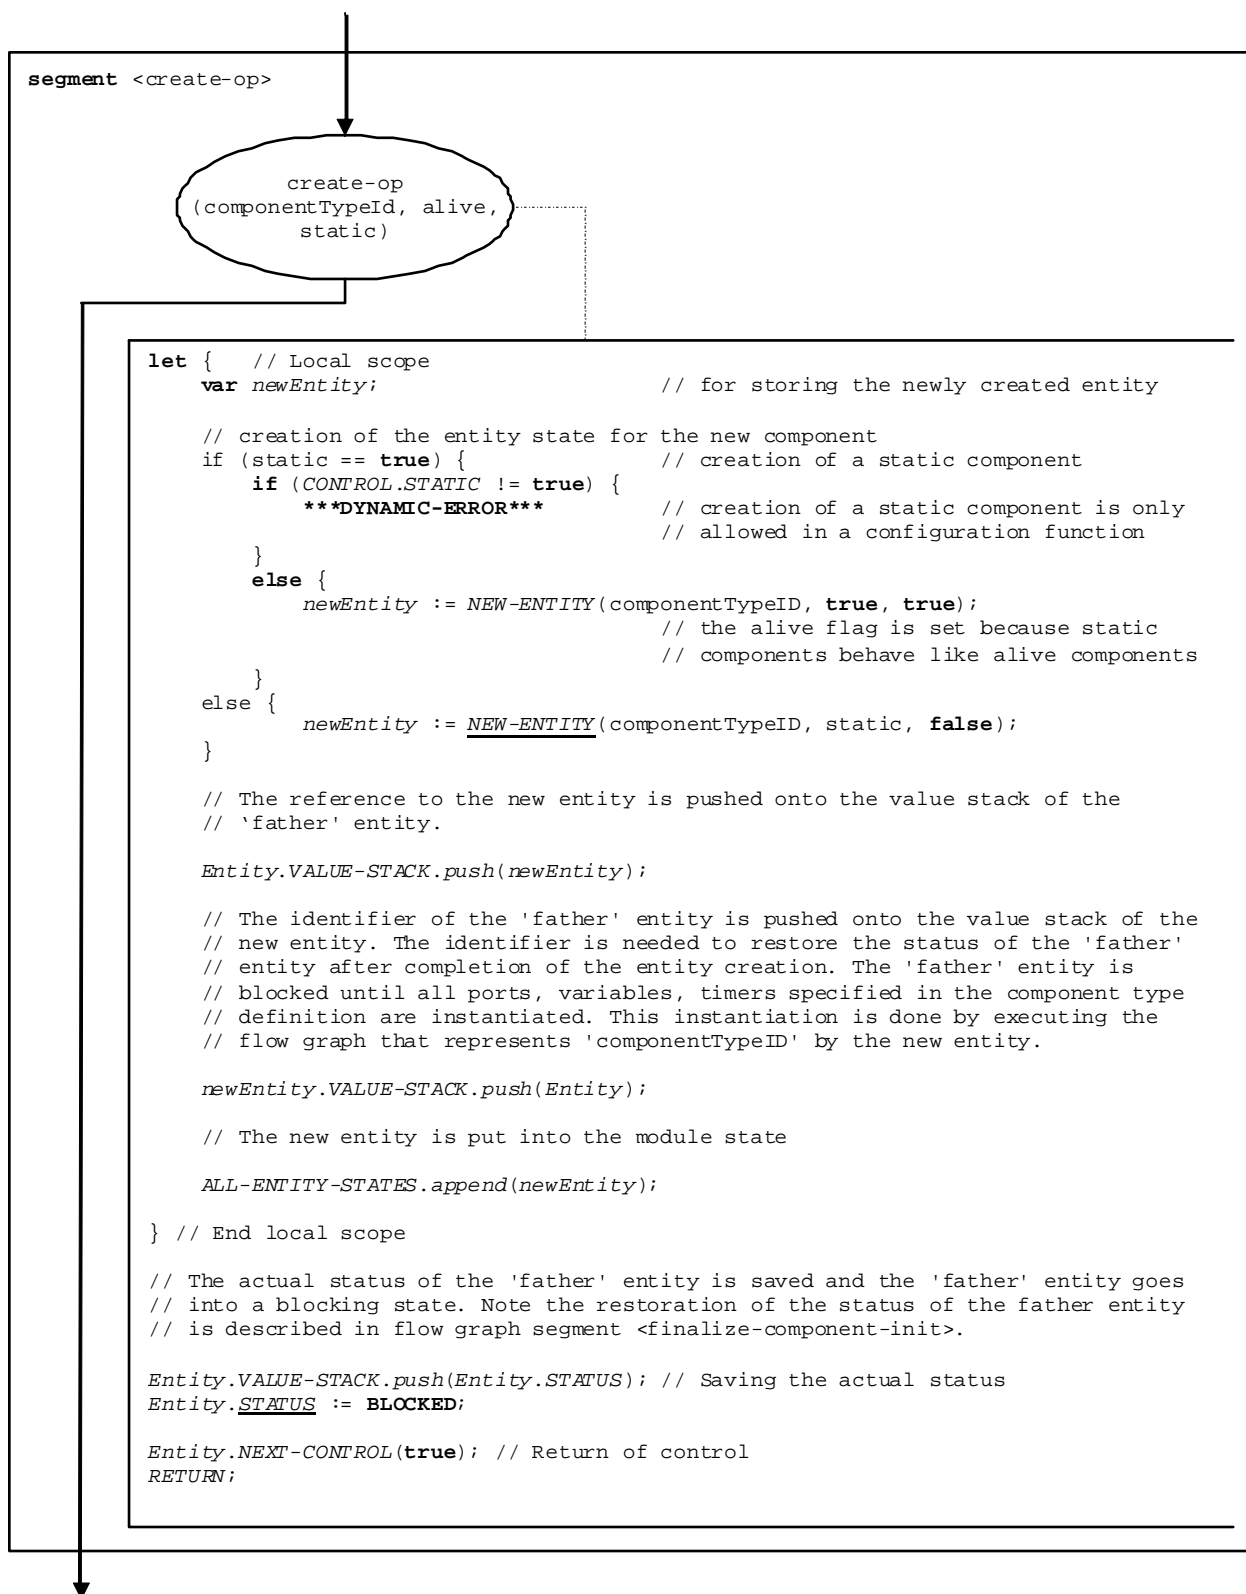 segment <create-op>
create-op
(componentTypeId, alive,
static)
let {   // Local scope
var newEntity;   // for storing the newly created entity
// creation of the entity state for the new component
if (static == true) {   // creation of a static component
if (CONTROL.STATIC != true) {
***DYNAMIC-ERROR***   // creation of a static component is only
// allowed in a configuration function
}
else {
newEntity := NEW-ENTITY(componentTypeID, true, true);
// the alive flag is set because static
// components behave like alive components
}
else {
newEntity := NEW-ENTITY(componentTypeID, static, false);
}
// The reference to the new entity is pushed onto the value stack of the
// ‘father' entity.
Entity.VALUE-STACK.push(newEntity);
// The identifier of the 'father' entity is pushed onto the value stack of the
// new entity. The identifier is needed to restore the status of the 'father'
// entity after completion of the entity creation. The 'father' entity is
// blocked until all ports, variables, timers specified in the component type
// definition are instantiated. This instantiation is done by executing the
// flow graph that represents 'componentTypeID' by the new entity.
newEntity.VALUE-STACK.push(Entity);
// The new entity is put into the module state
ALL-ENTITY-STATES.append(newEntity);
} // End local scope
// The actual status of the 'father' entity is saved and the 'father' entity goes
// into a blocking state. Note the restoration of the status of the father entity
// is described in flow graph segment <finalize-component-init>.
Entity.VALUE-STACK.push(Entity.STATUS); // Saving the actual status
Entity.STATUS := BLOCKED;
Entity.NEXT-CONTROL(true); // Return of control
RETURN;